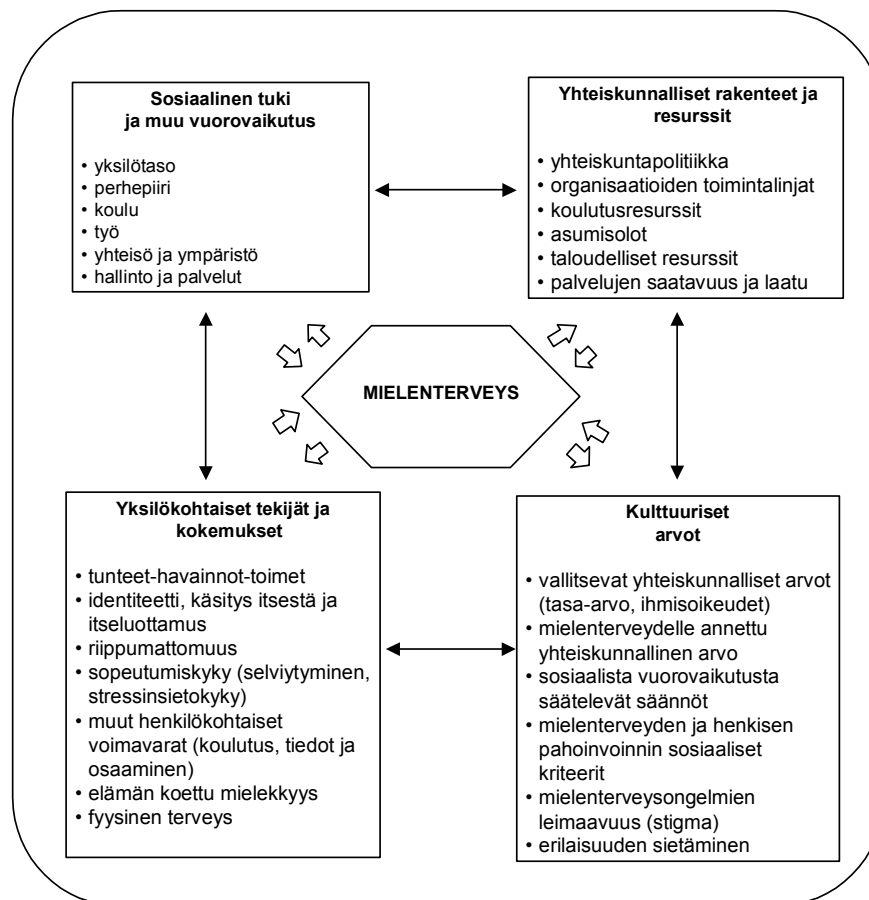 Sosiaalinen tuki
ja muu vuorovaikutus
• yksilötaso
• perhepiiri
• koulu
• työ
• yhteisö ja ympäristö
• hallinto ja palvelut
Yhteiskunnalliset rakenteet ja
resurssit
• yhteiskuntapolitiikka
• organisaatioiden toimintalinjat
• koulutusresurssit
• asumisolot
• taloudelliset resurssit
• palvelujen saatavuus ja laatu
MIELENTERVEYS
Yksilökohtaiset tekijät ja
kokemukset
• tunteet-havainnot-toimet
• identiteetti, käsitys itsestä ja
itseluottamus
• riippumattomuus
• sopeutumiskyky (selviytyminen,
stressinsietokyky)
• muut henkilökohtaiset
voimavarat (koulutus, tiedot ja
osaaminen)
• elämän koettu mielekkyys
• fyysinen terveys
Kulttuuriset
arvot
• vallitsevat yhteiskunnalliset arvot
(tasa-arvo, ihmisoikeudet)
• mielenterveydelle annettu
yhteiskunnallinen arvo
• sosiaalista vuorovaikutusta
säätelevät säännöt
• mielenterveyden ja henkisen
pahoinvoinnin sosiaaliset
kriteerit
• mielenterveysongelmien
leimaavuus (stigma)
• erilaisuuden sietäminen